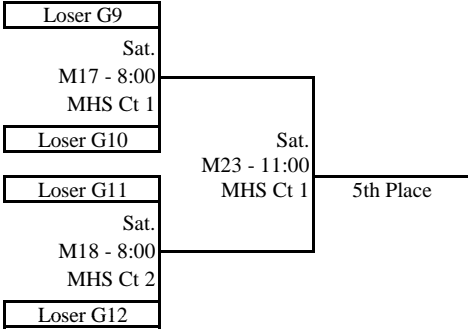 Loser G9
Sat.
M17 - 8:00
MHS Ct 1
Loser G10
Sat.
M23 - 11:00
MHS Ct 1
5th Place
Loser G11
Sat.
M18 - 8:00
MHS Ct 2
Loser G12